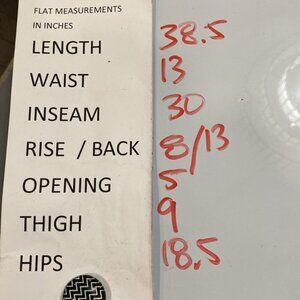 FLAT MEASUREMENTS
IN INCHES
LENGTH 38.5
WAIST 13
INSEAM 30
RISE / BACK 8/13
OPENING 5
THIGH 9
HIPS 18.5